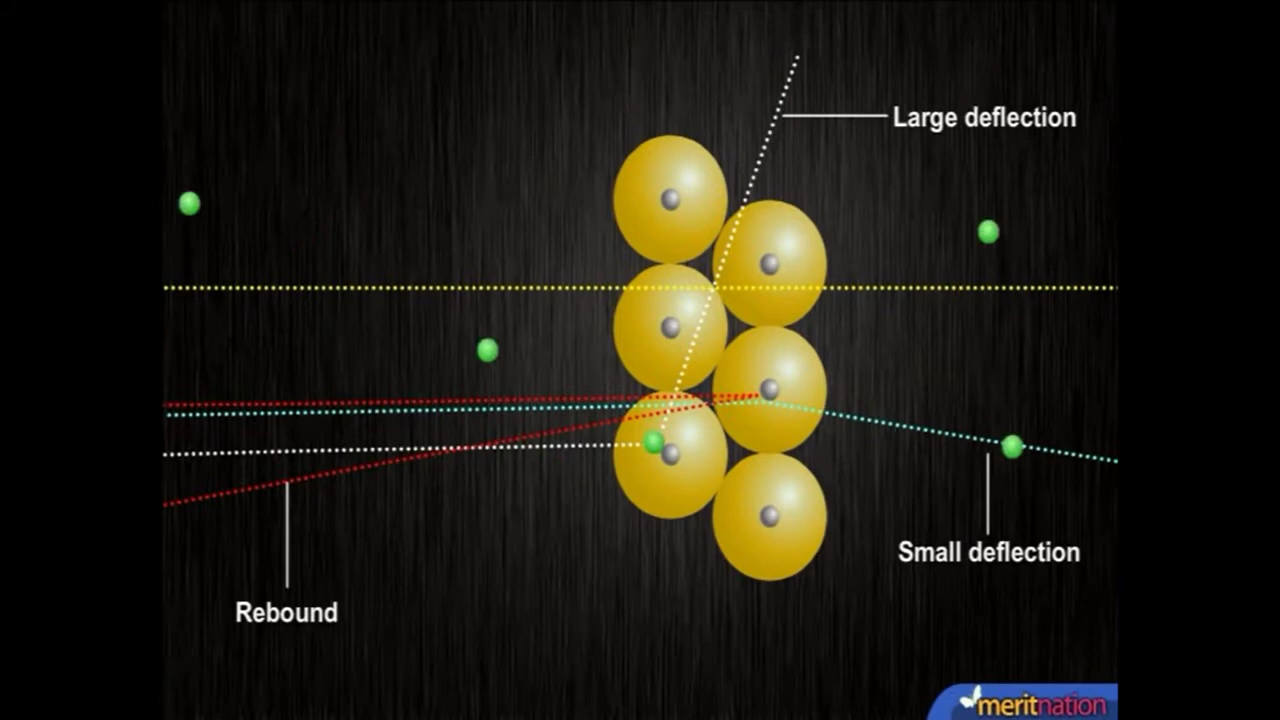 Large deflection
Small deflection
Rebound
meritnation